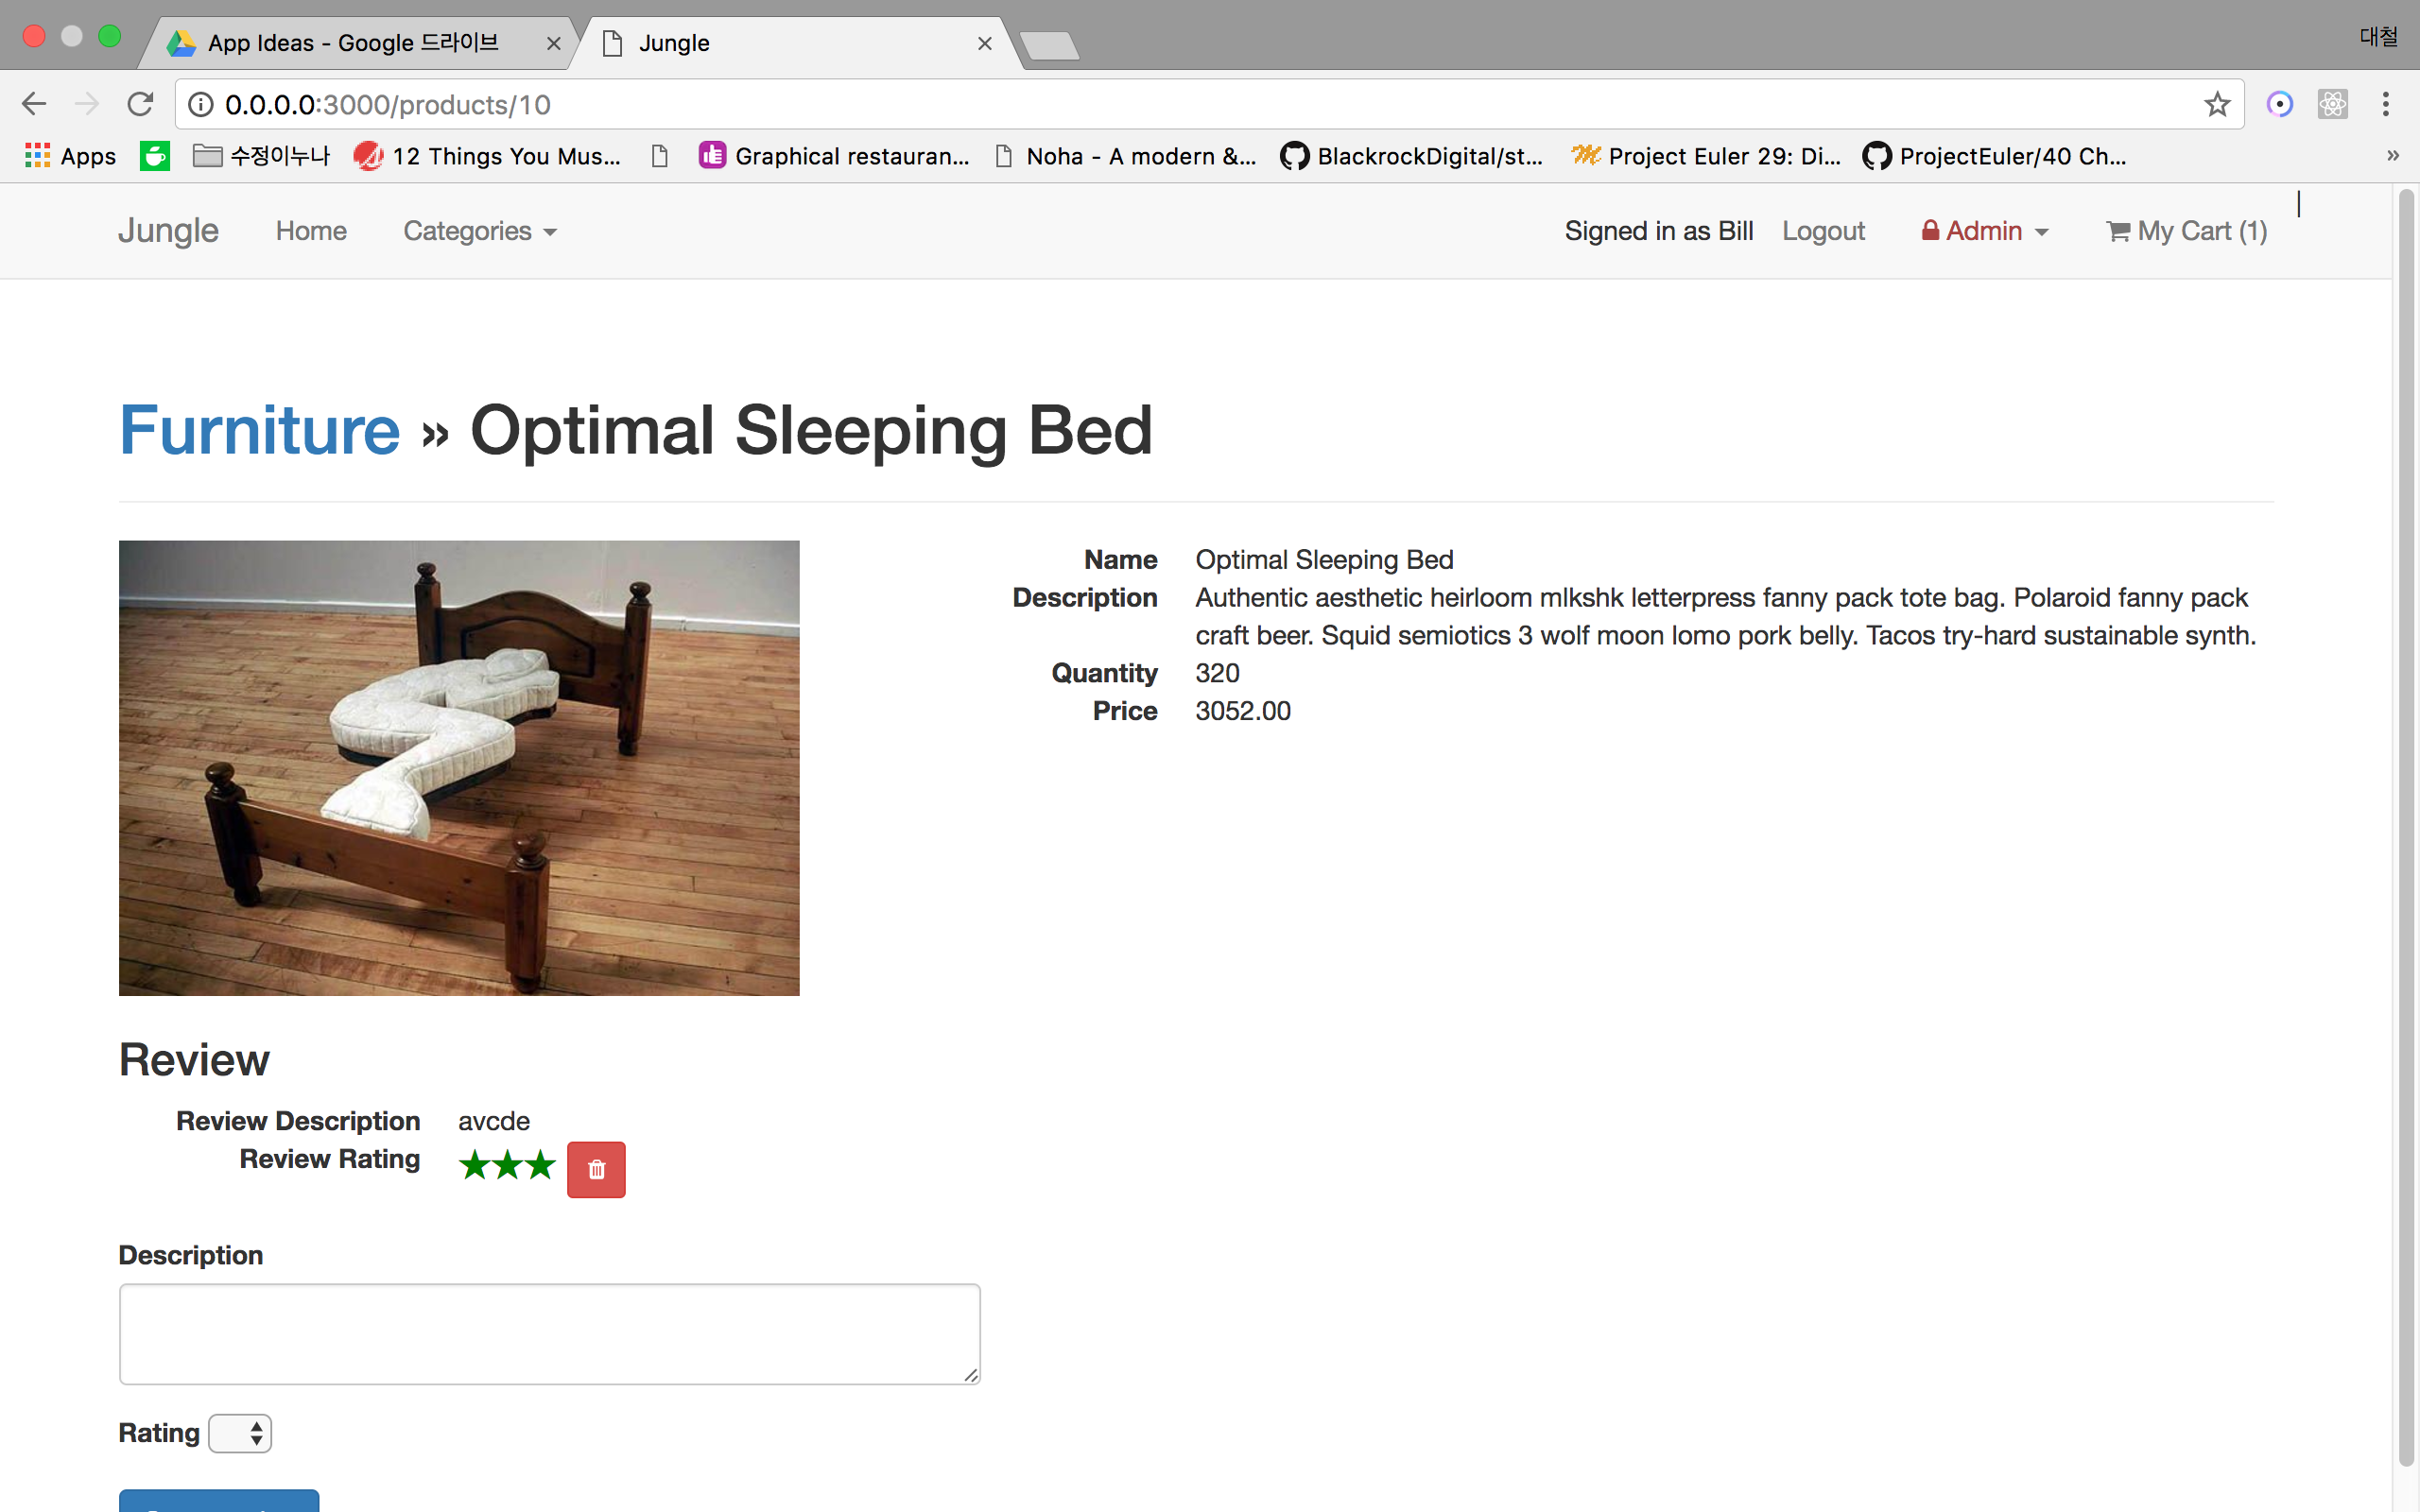 App Ideas - Google 드라이브
Jungle
대철
0.0.0.0:3000/products/10
Apps
수정이누나
12 Things You Mus...
Graphical restauran...
Noha - A modern &...
BlackrockDigital/st...
Project Euler 29: Di...
ProjectEuler/40 Ch...
»
Jungle Home Categories Signed in as Bill Logout Admin My Cart (1)
Furniture » Optimal Sleeping Bed
Name Optimal Sleeping Bed
Description Authentic aesthetic heirloom mlkshk letterpress fanny pack tote bag. Polaroid fanny pack
craft beer. Squid semiotics 3 wolf moon lomo pork belly. Tacos try-hard sustainable synth.
Quantity 320
Price 3052.00
Review
Review Description avcde
Review Rating ★★★
Description
Rating